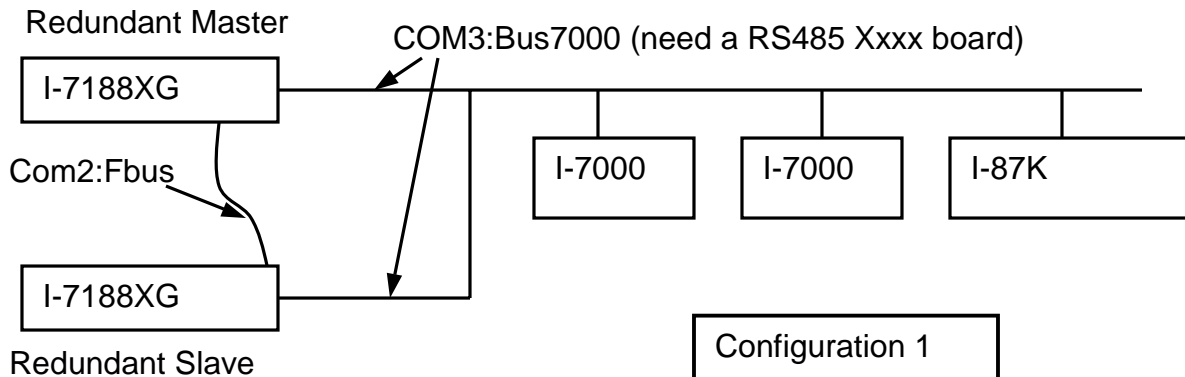 Redundant Master
COM3:Bus7000 (need a RS485 Xxxx board)
I-7188XG
I-7000
I-7000
I-87K
Com2:Fbus
I-7188XG
Configuration 1
Redundant Slave